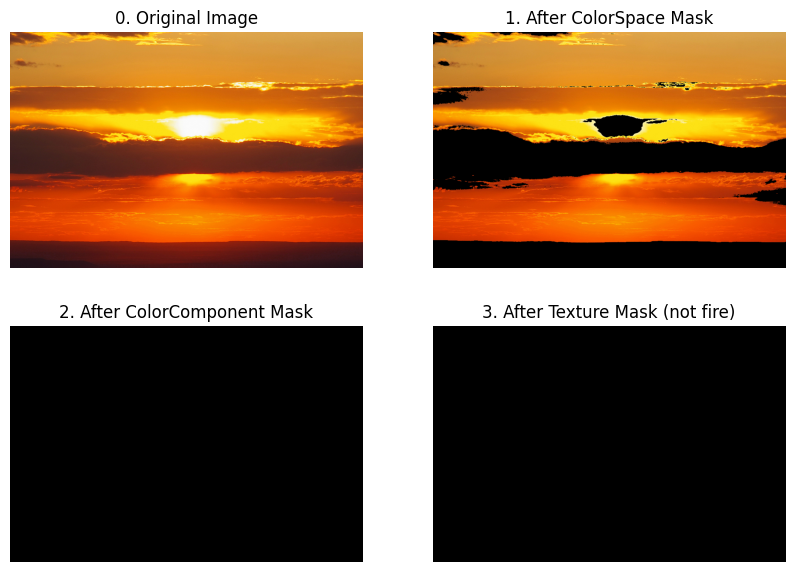 0. Original Image
1. After ColorSpace Mask
2. After ColorComponent Mask
3. After Texture Mask (not fire)